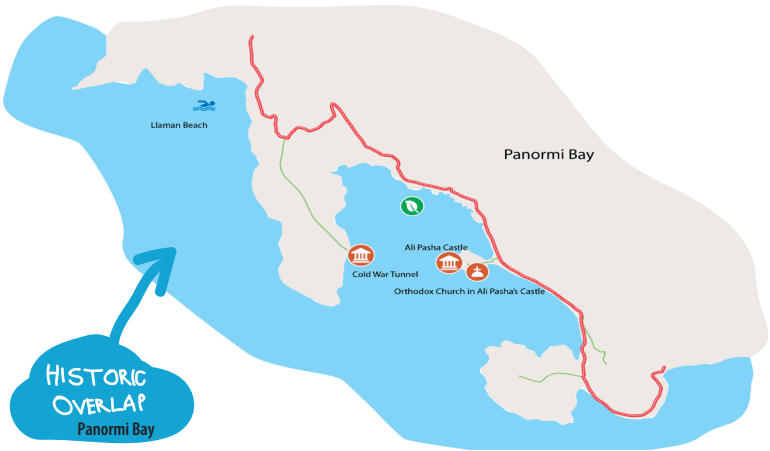 Llaman Beach
Panormi Bay
Ali Pasha Castle
Cold War Tunnel
Orthodox Church in Ali Pasha's Castle
HISTORIC
OVERLAP
Panormi Bay